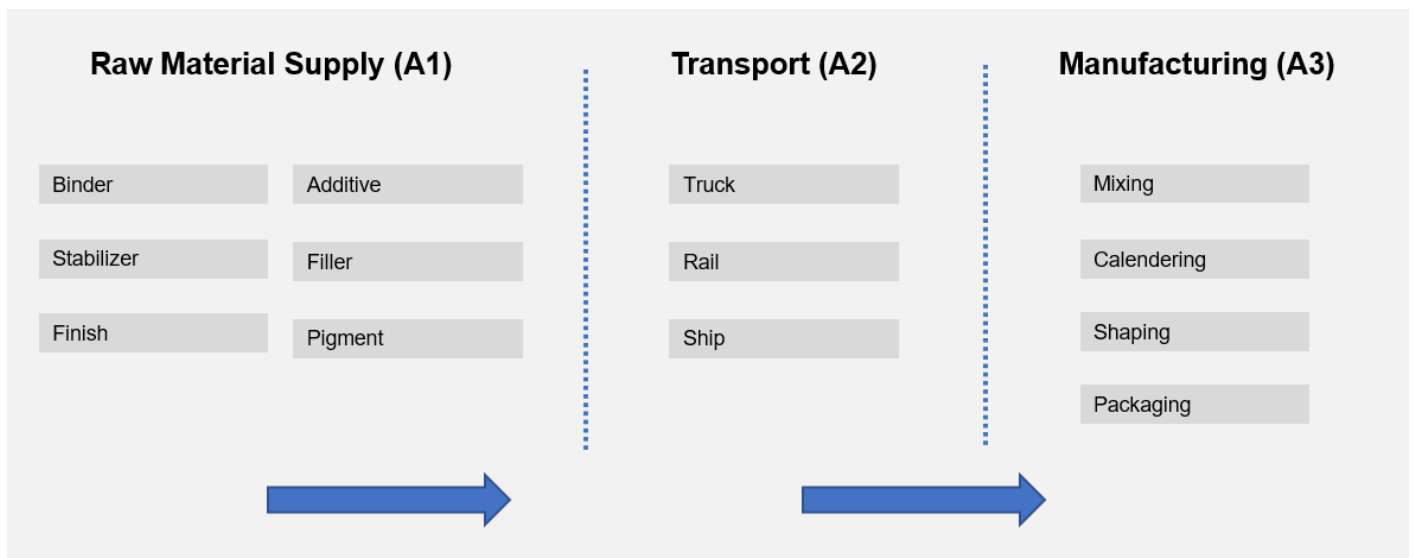 Raw Material Supply (A1)
Transport (A2)
Manufacturing (A3)
Binder
Additive
Stabilizer
Filler
Finish
Pigment
Truck
Rail
Ship
Mixing
Calendering
Shaping
Packaging